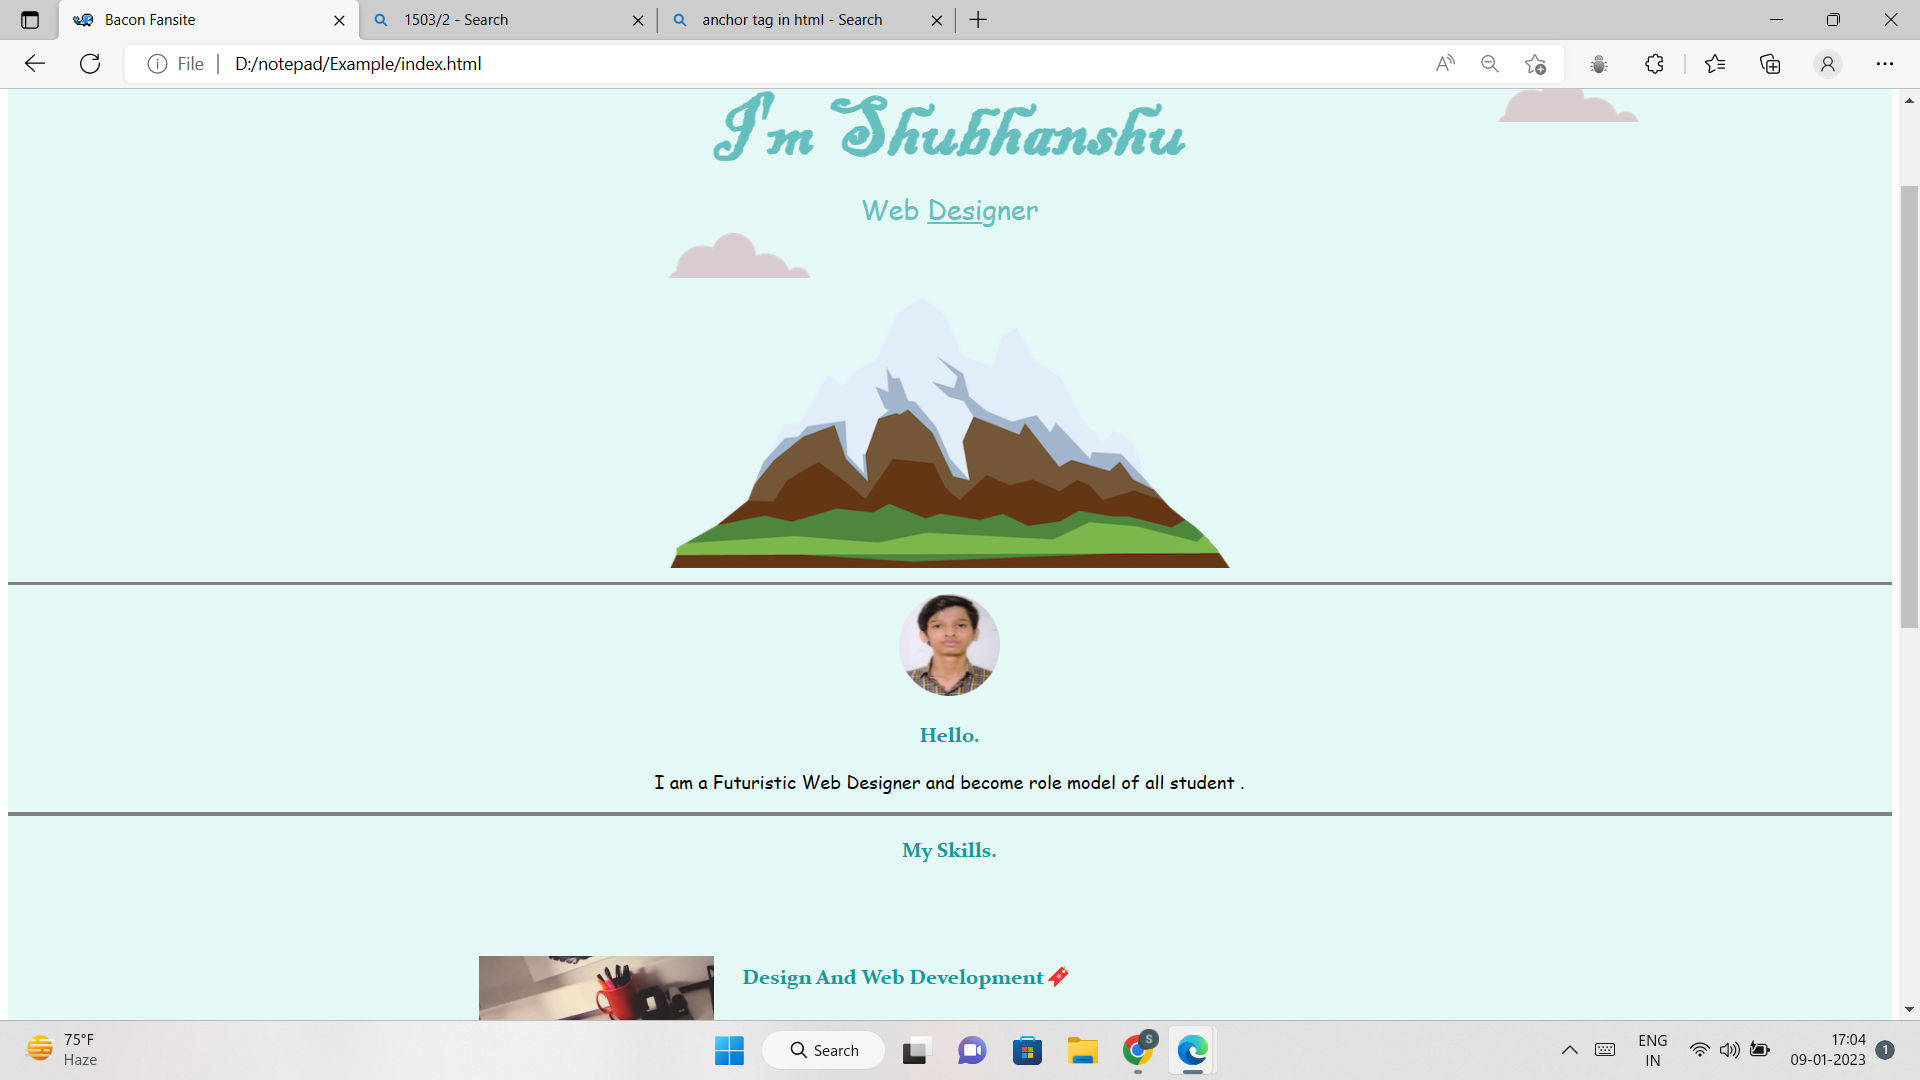 Bacon Fansite
1503/2 - Search
anchor tag in html - Search
File
D:/notepad/Example/index.html
I'm Shubhanshu
Web Designer
Hello.
I am a Futuristic Web Designer and become role model of all student .
My Skills.
Design And Web Development
75°F
Haze
Search
S
ENG
IN
17:04
09-01-2023
1